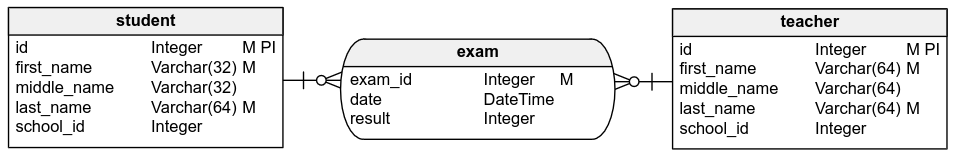 student
id Integer M PI
first_name Varchar(32) M
middle_name Varchar(32)
last_name Varchar(64) M
school_id Integer
exam
exam_id Integer M
date DateTime
result Integer
teacher
id Integer M PI
first_name Varchar(64) M
middle_name Varchar(64)
last_name Varchar(64) M
school_id Integer